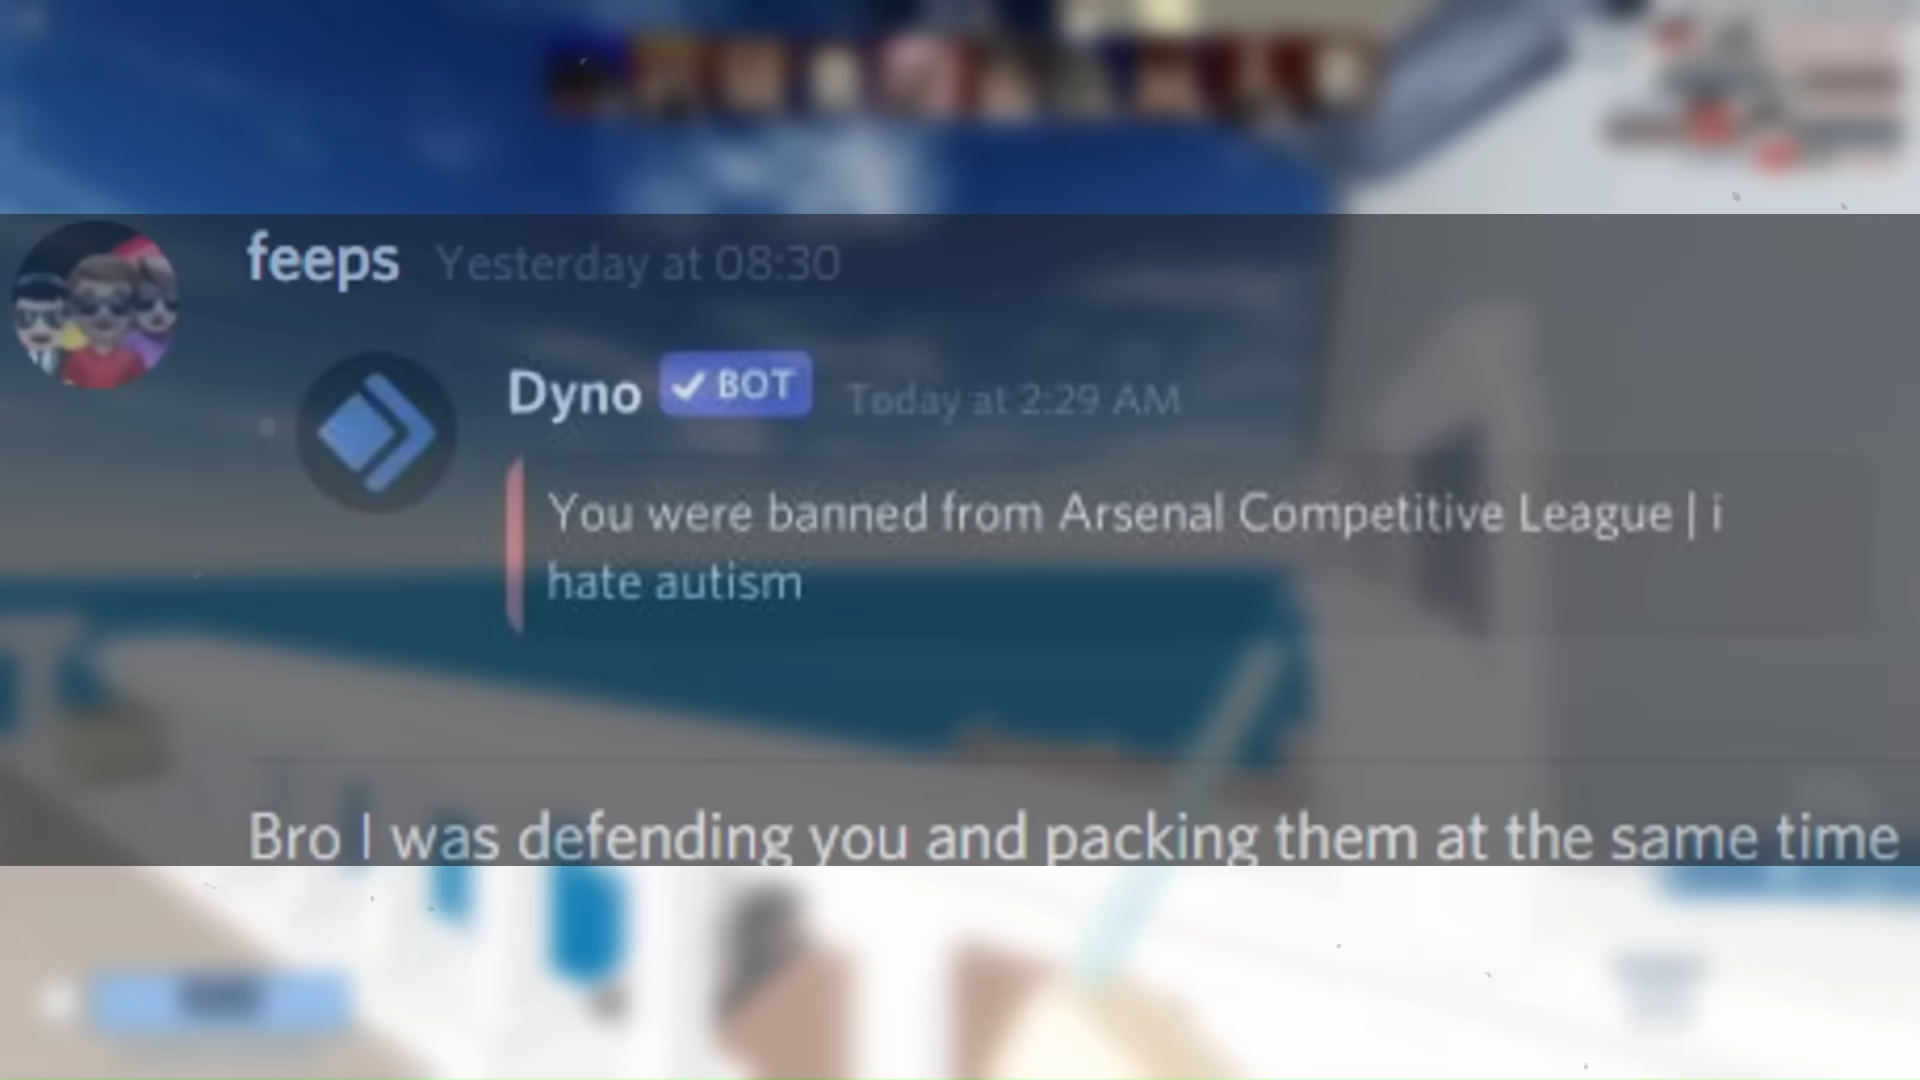 feeps Yesterday at 08:30
Dyno BOT Today at 2:29 AM
You were banned from Arsenal Competitive League | i
hate autism
Bro I was defending you and packing them at the same time